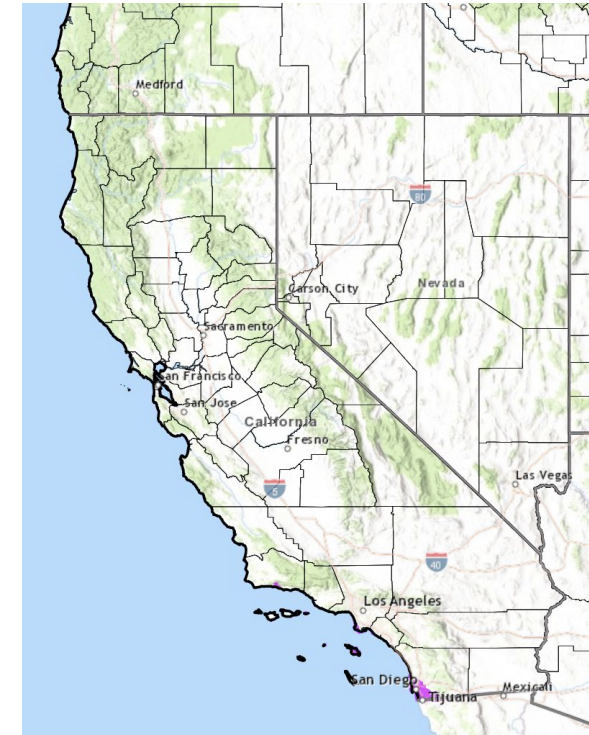 Medford
80
Carson City
Nevada
Sacramento
San Francisco
San Jose
California
Fresno
Las Vegas
5
40
Los Angeles
San Diego
Tijuana
Mexicali